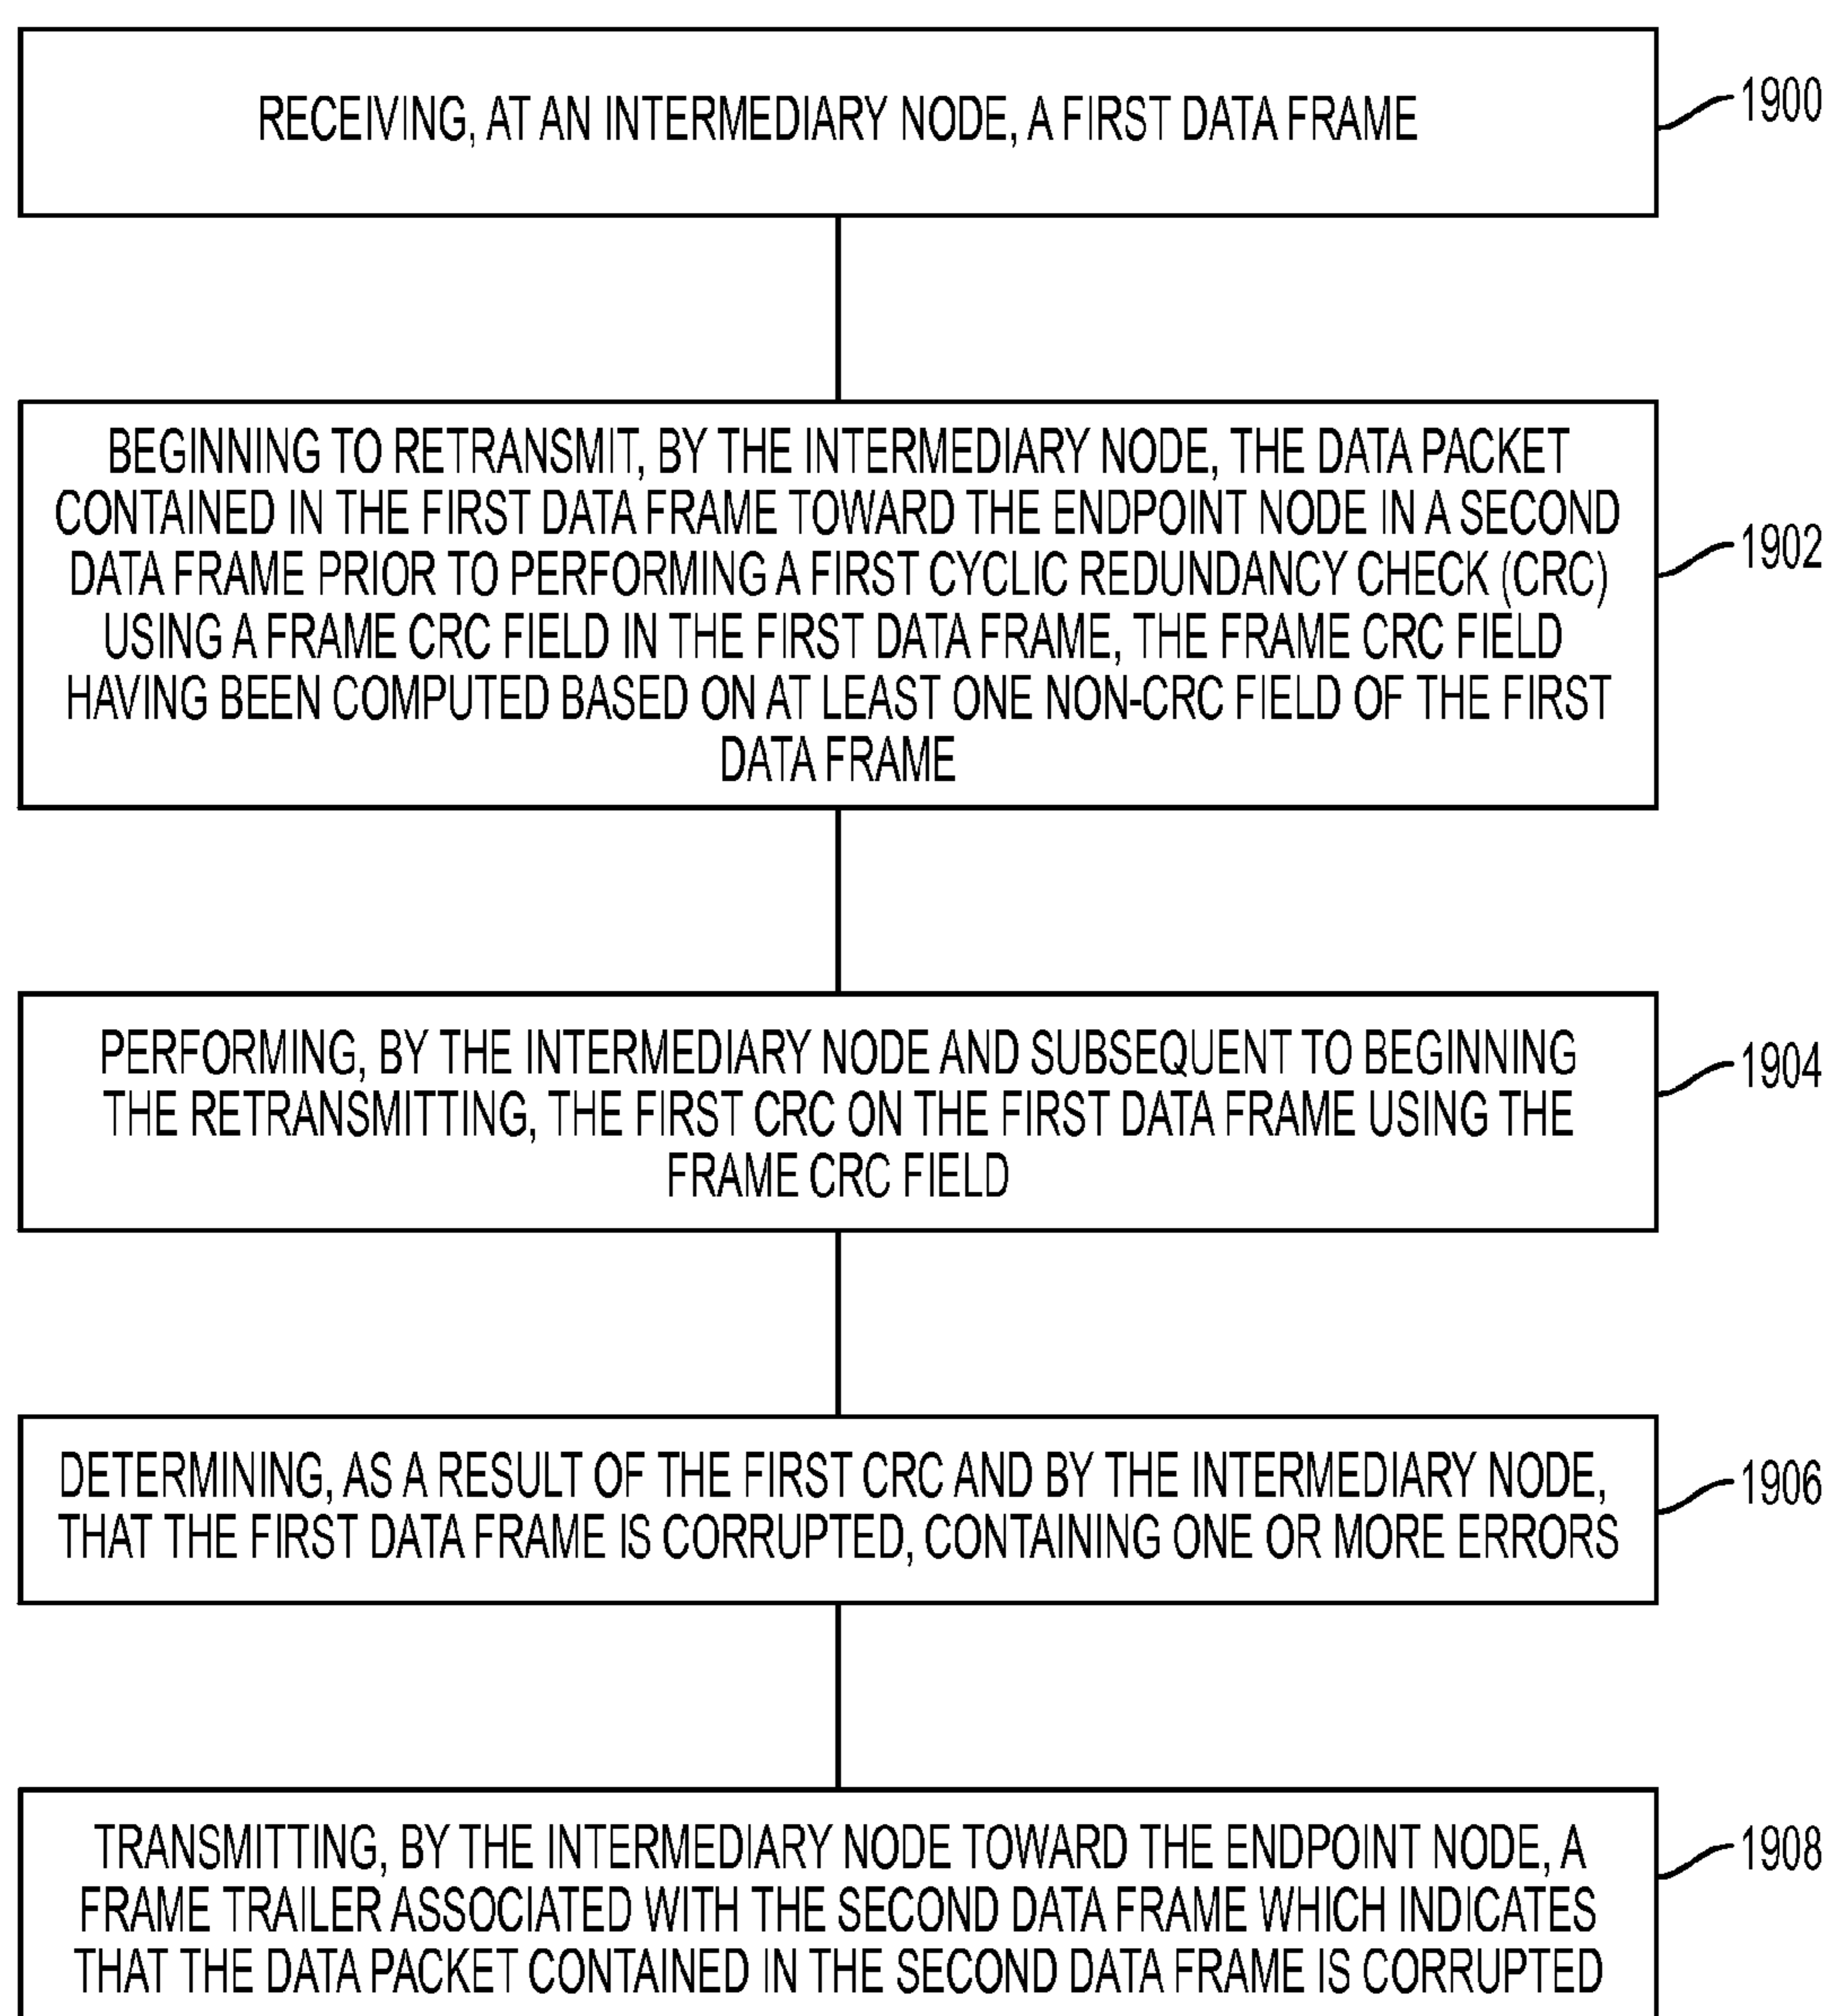 RECEIVING, AT AN INTERMEDIARY NODE, A FIRST DATA FRAME
1900
BEGINNING TO RETRANSMIT, BY THE INTERMEDIARY NODE, THE DATA PACKET
CONTAINED IN THE FIRST DATA FRAME TOWARD THE ENDPOINT NODE IN A SECOND
DATA FRAME PRIOR TO PERFORMING A FIRST CYCLIC REDUNDANCY CHECK (CRC)
USING A FRAME CRC FIELD IN THE FIRST DATA FRAME, THE FRAME CRC FIELD
HAVING BEEN COMPUTED BASED ON AT LEAST ONE NON-CRC FIELD OF THE FIRST
DATA FRAME
1902
PERFORMING, BY THE INTERMEDIARY NODE AND SUBSEQUENT TO BEGINNING
THE RETRANSMITTING, THE FIRST CRC ON THE FIRST DATA FRAME USING THE
FRAME CRC FIELD
1904
DETERMINING, AS A RESULT OF THE FIRST CRC AND BY THE INTERMEDIARY NODE,
THAT THE FIRST DATA FRAME IS CORRUPTED, CONTAINING ONE OR MORE ERRORS
1906
TRANSMITTING, BY THE INTERMEDIARY NODE TOWARD THE ENDPOINT NODE, A
FRAME TRAILER ASSOCIATED WITH THE SECOND DATA FRAME WHICH INDICATES
THAT THE DATA PACKET CONTAINED IN THE SECOND DATA FRAME IS CORRUPTED
1908